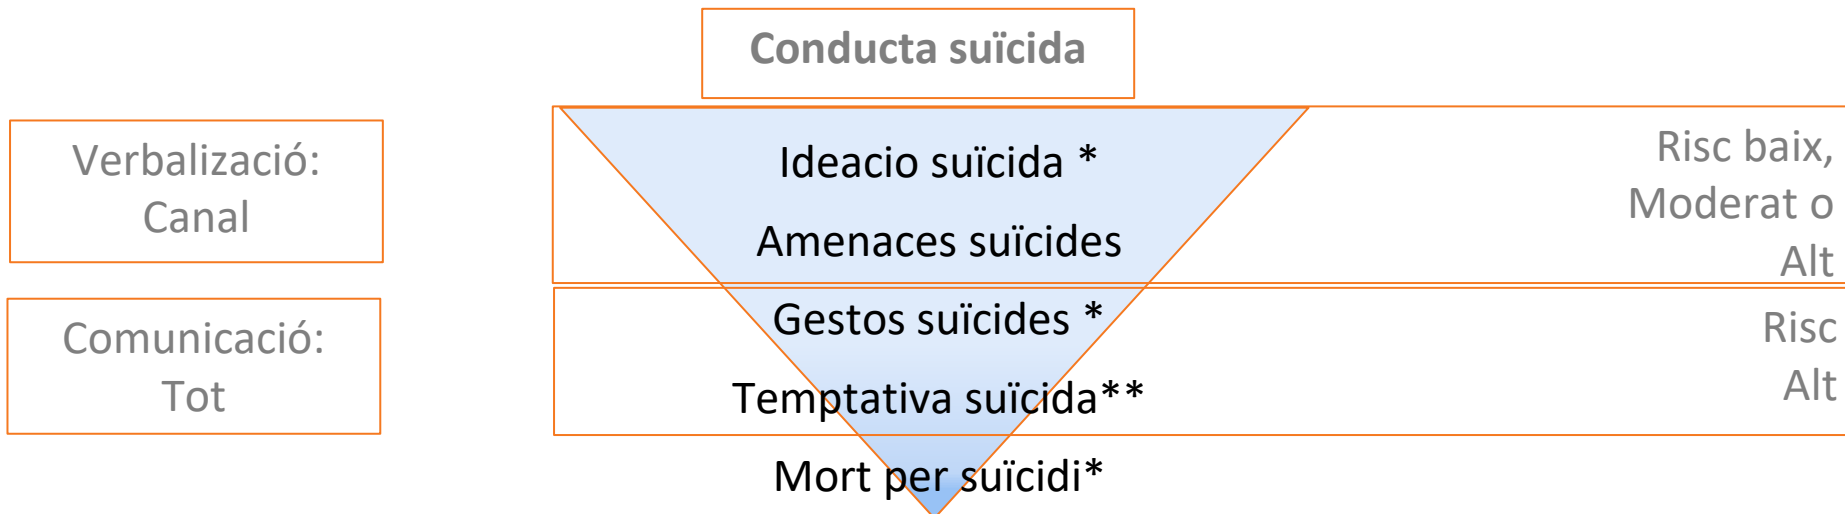 Conducta suïcida
Verbalització:
Canal
Ideacio suïcida *
Amenaces suïcides
Risc baix,
Moderat o
Alt
Comunicació:
Tot
Gestos suïcides *
Temptativa suïcida**
Risc
Alt
Mort per suïcidi*